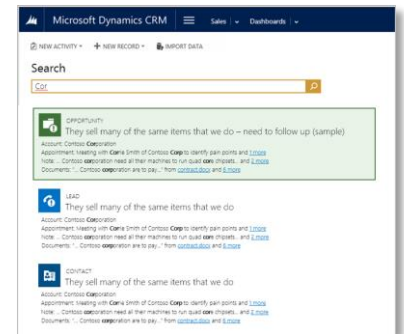 Microsoft Dynamics CRM Sales Dashboards
NEW ACTIVITY NEW RECORD IMPORT DATA
Search
Cor
OPPORTUNITY
They sell many of the same items that we do – need to follow up (sample)
Account: Contoso Corporation
Appointment: Meeting with Corrie Smith of Contoso Corp to identify pain points and 1 more
Note: ... Contoso corporation need all their machines to run quad core chipsets... and 2 more
Documents: "... Contoso corporation are to pay..." from contract.docx and 6 more
LEAD
They sell many of the same items that we do
Account: Contoso Corporation
Appointment: Meeting with Corrie Smith of Contoso Corp to identify pain points and 1 more
Note: ... Contoso corporation need all their machines to run quad core chipsets... and 2 more
Documents: "... Contoso corporation are to pay..." from contract.docx and 6 more
CONTACT
They sell many of the same items that we do
Account: Contoso Corporation
Appointment: Meeting with Corrie Smith of Contoso Corp to identify pain points and 1 more
Note: ... Contoso corporation need all their machines to run quad core chipsets... and 2 more
Documents: "... Contoso corporation are to pay..." from contract.docx and 6 more